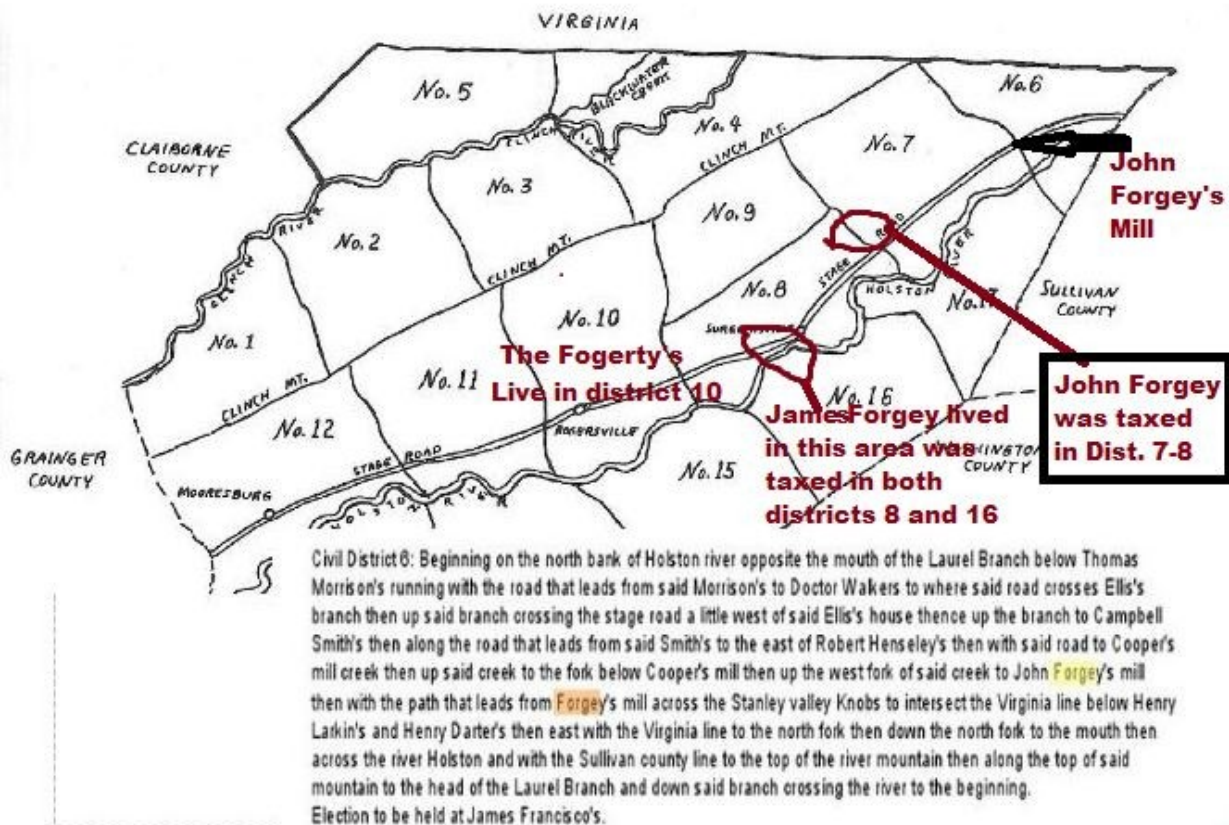 VIRGINIA
No. 5
No. 6
BLACKWATER
CREEK
CLINCH
RIVER
No. 4
No. 7
CLAIBORNE
COUNTY
CLINCH MT.
No. 3
John
Forgey's
Mill
No. 9
No. 2
CLINCH RIVER
CLINCH MT.
STAGE ROAD
HOLSTON RIVER
No. 8
No. 17
SULLIVAN
COUNTY
No. 1
No. 10
The Fogerty's
Live in district 10
No. 11
CLINCH MT.
No. 12
No. 16
John Forgey
was taxed
in Dist. 7-8
James Forgey lived
in this area was
taxed in both
districts 8 and 16
COUNTY
ROGERSVILLE
GRAINGER
COUNTY
STAGE ROAD
No. 15
MOORESBURG
HOLSTON RIVER
Civil District 6: Beginning on the north bank of Holston river opposite the mouth of the Laurel Branch below Thomas
Morrison's running with the road that leads from said Morrison's to Doctor Walkers to where said road crosses Ellis's
branch then up said branch crossing the stage road a little west of said Ellis's house thence up the branch to Campbell
Smith's then along the road that leads from said Smith's to the east of Robert Henseley's then with said road to Cooper's
mill creek then up said creek to the fork below Cooper's mill then up the west fork of said creek to John Forgey's mill
then with the path that leads from Forgey's mill across the Stanley valley Knobs to intersect the Virginia line below Henry
Larkin's and Henry Darter's then east with the Virginia line to the north fork then down the north fork to the mouth then
across the river Holston and with the Sullivan county line to the top of the river mountain then along the top of said
mountain to the head of the Laurel Branch and down said branch crossing the river to the beginning.
Election to be held at James Francisco's.